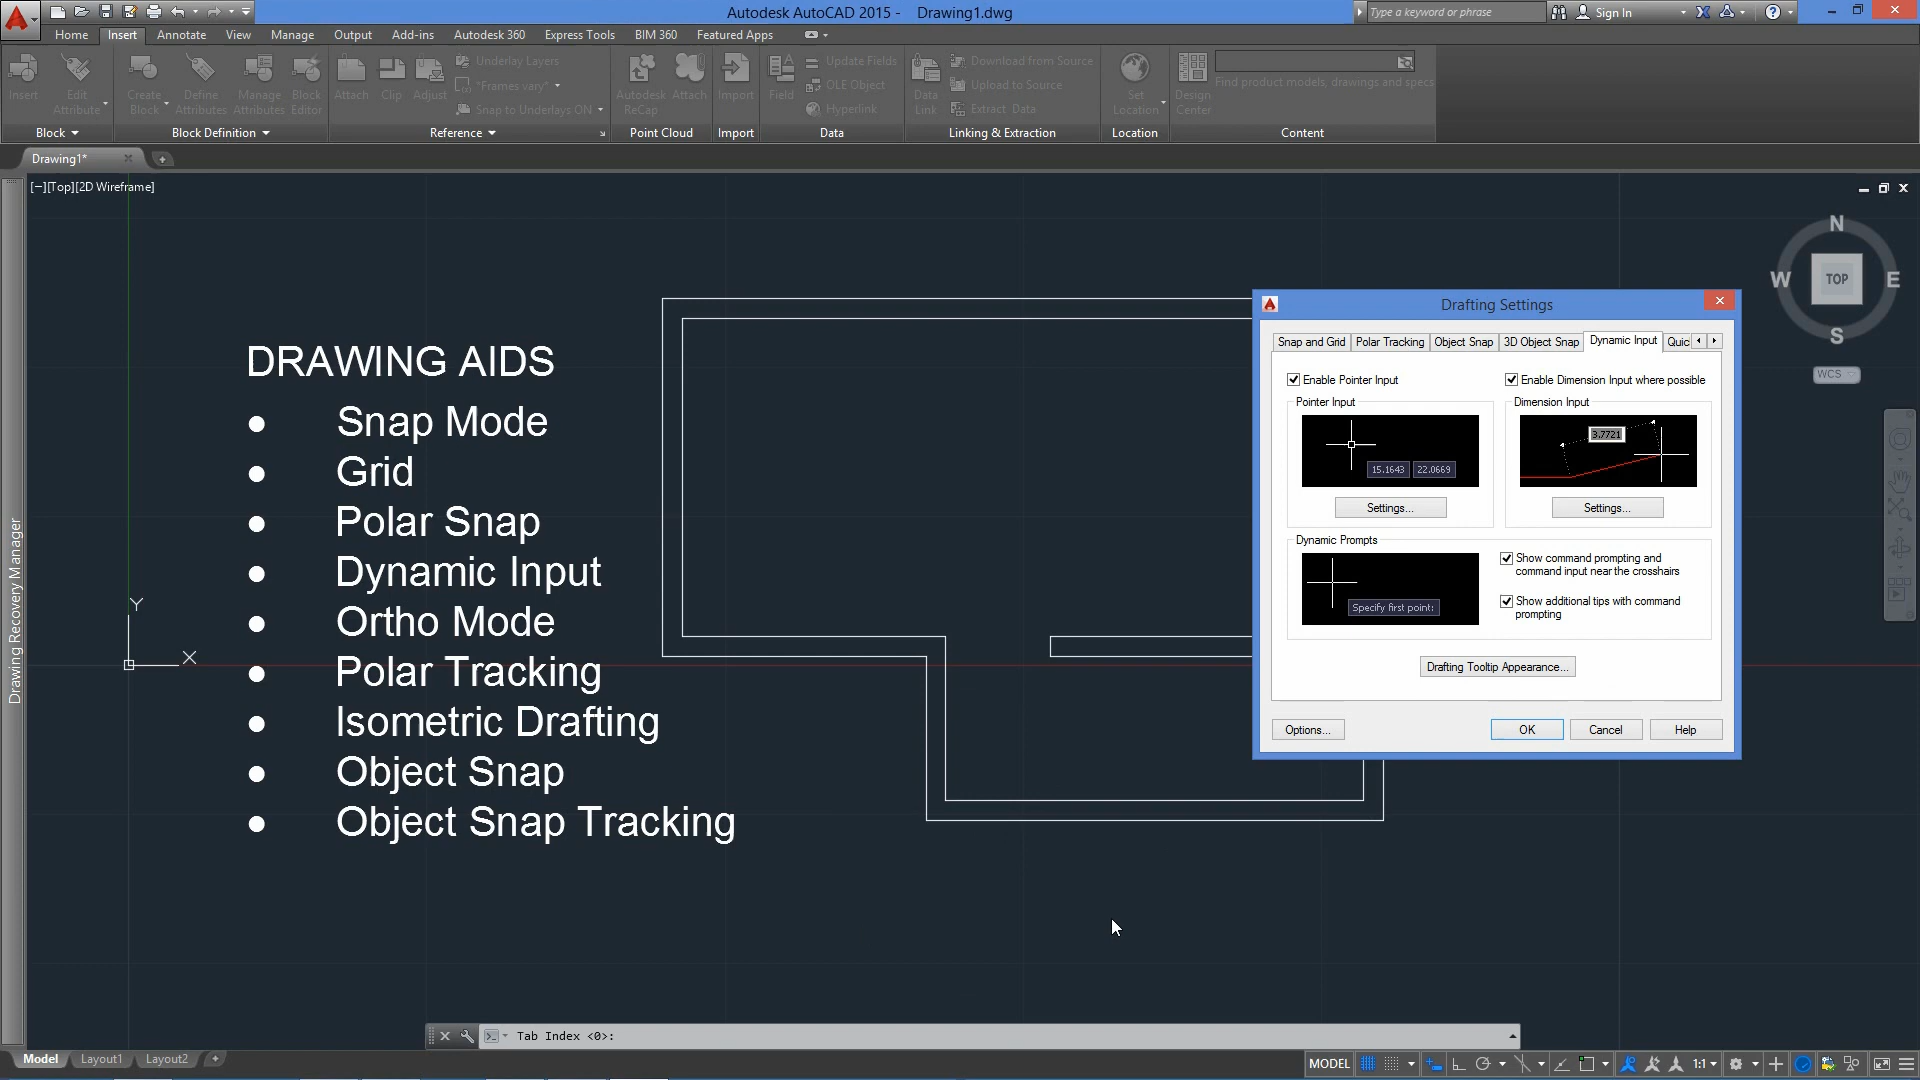 Autodesk AutoCAD 2015 -    Drawing1.dwg
Type a keyword or phrase
Sign In
Home Insert Annotate View Manage Output Add-ins Autodesk 360 Express Tools BIM 360 Featured Apps
Insert
Edit
Attribute
Block
Create
Block
Define
Attributes
Manage
Attributes
Block
Editor
Block Definition
Attach
Clip
Adjust
Underlay Layers
*Frames vary*
Snap to Underlays ON
Reference
Autodesk
ReCap
Attach
Point Cloud
Import
Import
Field
Update Fields
OLE Object
Hyperlink
Data
Data
Link
Download from Source
Upload to Source
Extract Data
Linking & Extraction
Set
Location
Location
Design
Center
Find product models, drawings and specs
Content
Drawing1*
[−][Top][2D Wireframe]
N
W
TOP
E
S
WCS
Drawing Recovery Manager
Y
X
DRAWING AIDS
● Snap Mode
● Grid
● Polar Snap
● Dynamic Input
● Ortho Mode
● Polar Tracking
● Isometric Drafting
● Object Snap
● Object Snap Tracking
Drafting Settings
Snap and Grid Polar Tracking Object Snap 3D Object Snap Dynamic Input Quic
Enable Pointer Input
Enable Dimension Input where possible
Pointer Input
15.1643 22.0669
Settings...
Dimension Input
3.7721
Settings...
Dynamic Prompts
Specify first point:
Show command prompting and
command input near the crosshairs
Show additional tips with command
prompting
Drafting Tooltip Appearance...
Options... OK Cancel Help
Tab Index <0>:
Model Layout1 Layout2
MODEL
1:1